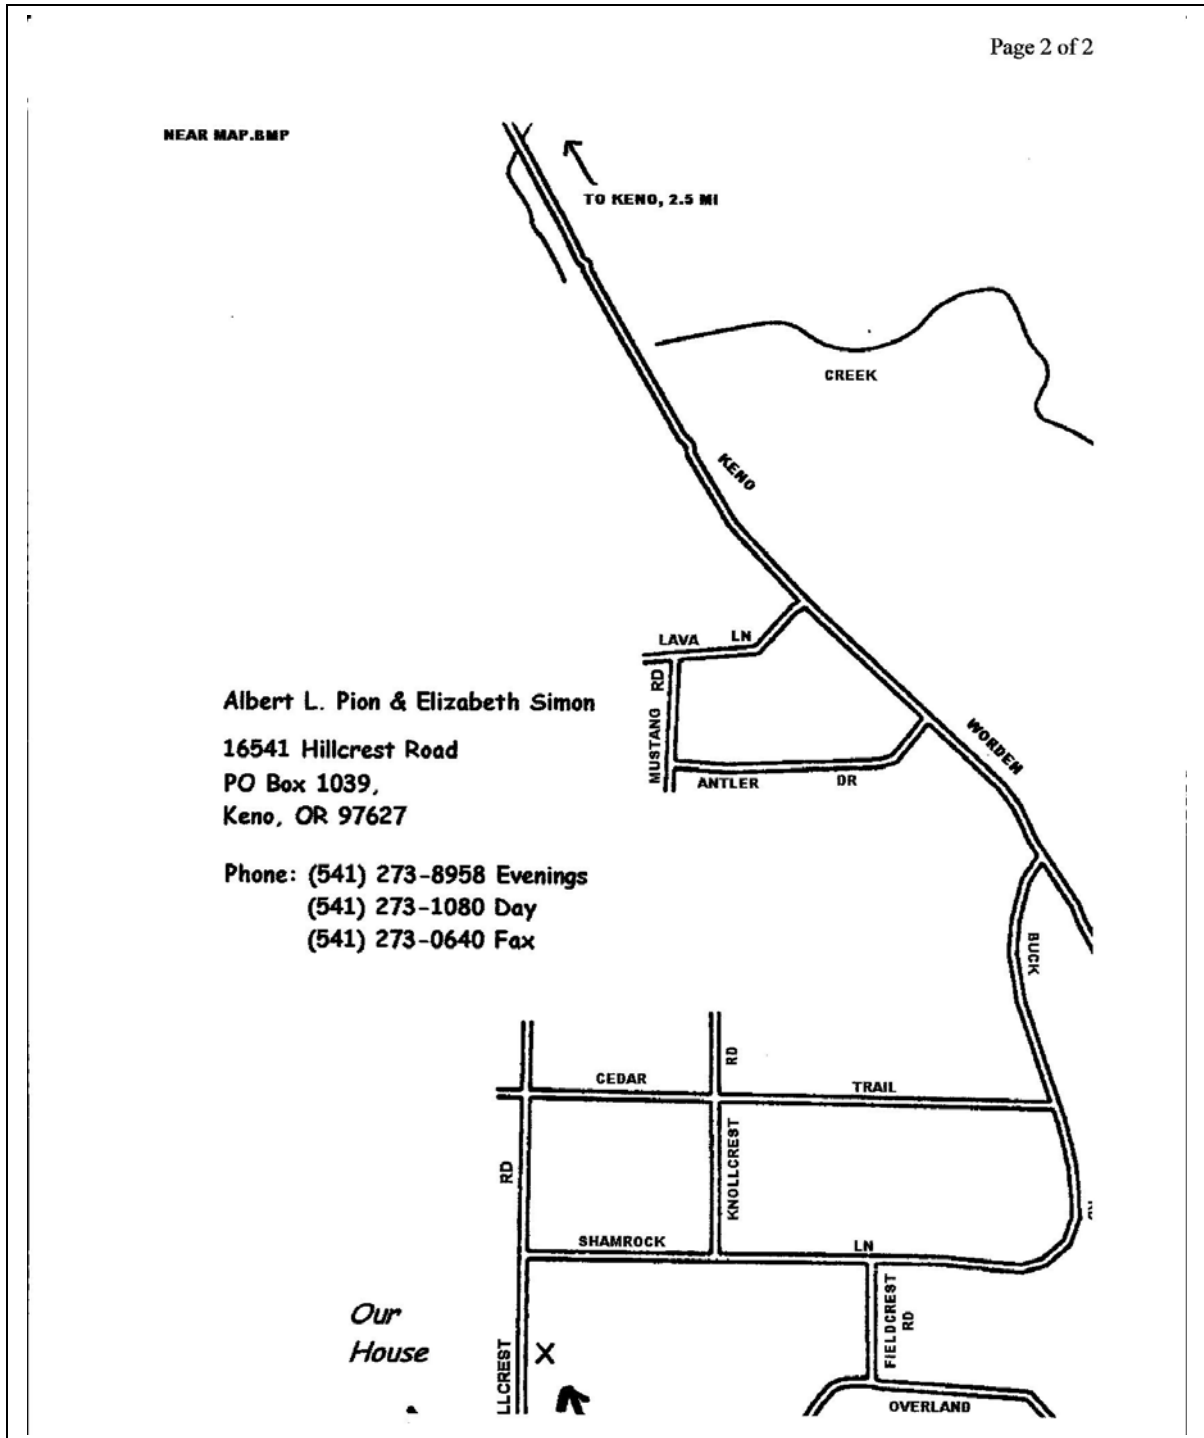 Page 2 of 2
NEAR MAP.BMP
TO KENO, 2.5 MI
CREEK
KENO
LAVA LN
MUSTANG RD
WORDEN
ANTLER DR
Albert L. Pion & Elizabeth Simon
16541 Hillcrest Road
PO Box 1039,
Keno, OR 97627
Phone: (541) 273-8958 Evenings
(541) 273-1080 Day
(541) 273-0640 Fax
BUCK
CEDAR TRAIL
KNOLLCREST RD
RD
SHAMROCK LN
FIELDCREST RD
Our
House
LLCREST
X
OVERLAND